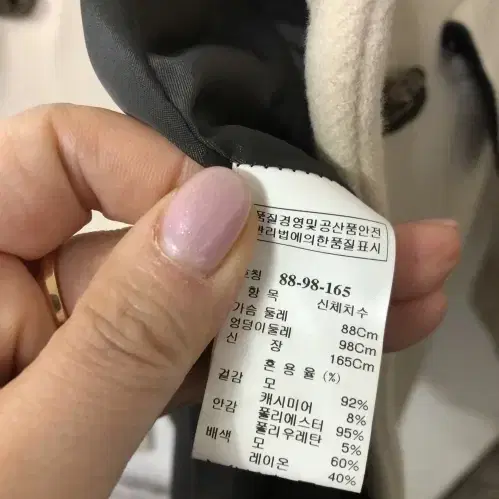 품질경영및공산품안전
관리법에의한품질표시
호칭 88-98-165
항 목 신체치수
가슴 둘레 88Cm
엉덩이둘레 98Cm
신 장 165Cm
혼 용 율 (%)
겉감 모 92%
캐시미어 8%
안감 폴리에스터 95%
폴리우레탄 5%
배색 모 60%
레이온 40%